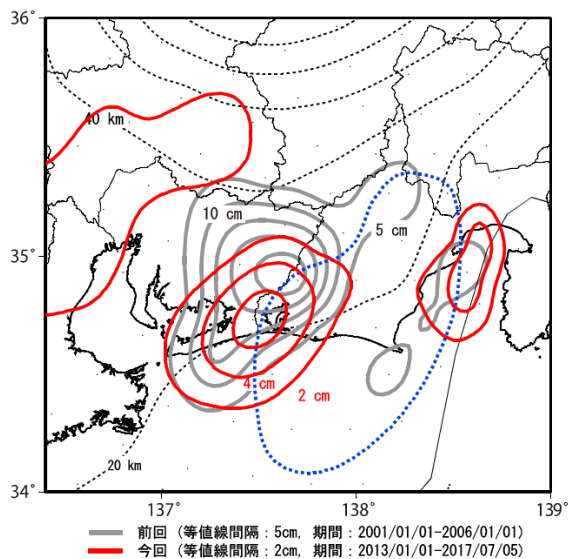 36°
40 km
10 cm
5 cm
35°
4 cm
2 cm
20 km
34°
137°
138°
139°
前回 (等値線間隔：5cm, 期間：2001/01/01-2006/01/01)
今回 (等値線間隔：2cm, 期間：2013/01/01-2017/07/05)